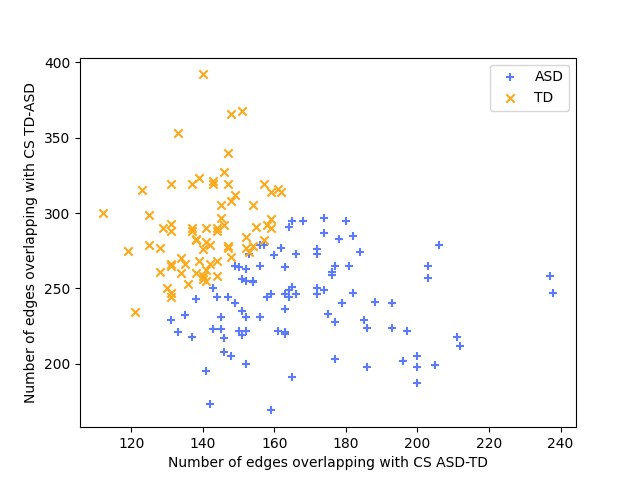 400
350
300
250
200
Number of edges overlapping with CS TD-ASD
ASD
TD
120 140 160 180 200 220 240
Number of edges overlapping with CS ASD-TD